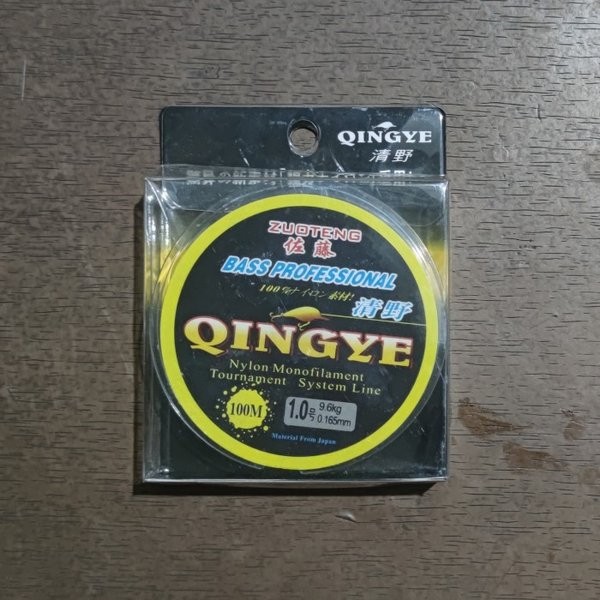 QINGYE
清野
ZUOTENG
佐藤
BASS PROFESSIONAL
100%ナイロン素材!
清野
QINGYE
Nylon Monofilament
Tournament System Line
100M
1.0号
9.6kg
0.165mm
Material From Japan